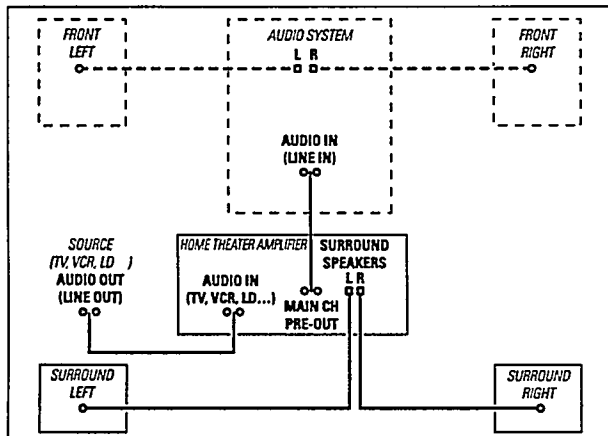 FRONT
LEFT
AUDIO SYSTEM
L R
FRONT
RIGHT
AUDIO IN
(LINE IN)
SOURCE
(TV, VCR, LD )
AUDIO OUT
(LINE OUT)
HOME THEATER AMPLIFIER
AUDIO IN
(TV, VCR, LD...)
MAIN CH
PRE-OUT
SURROUND
SPEAKERS
L R
SURROUND
LEFT
SURROUND
RIGHT